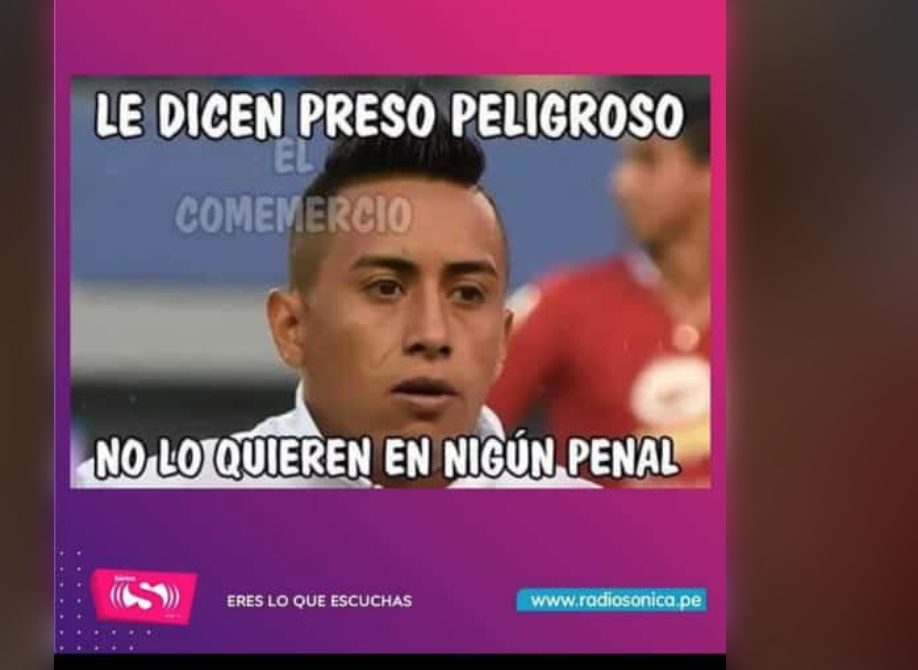 LE DICEN PRESO PELIGROSO
EL
COMEMERCIO
NO LO QUIEREN EN NIGÚN PENAL
ERES LO QUE ESCUCHAS
www.radiosonica.pe